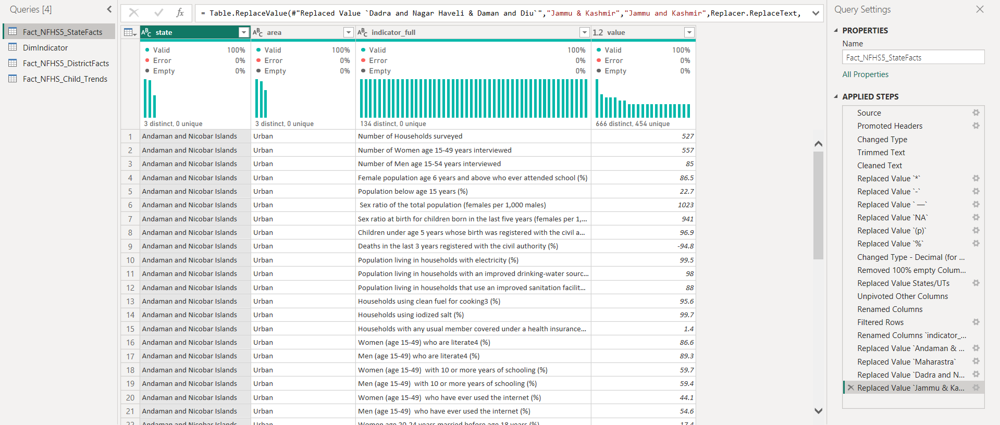 Queries [4]
Fact_NFHS5_StateFacts
DimIndicator
Fact_NFHS5_DistrictFacts
Fact_NFHS_Child_Trends
fx
= Table.ReplaceValue(#"Replaced Value `Dadra and Nagar Haveli & Daman and Diu`","Jammu & Kashmir","Jammu and Kashmir",Replacer.ReplaceText,
ABC state ABC area ABC indicator_full 1.2 value
Valid 100% Valid 100% Valid 100% Valid 100%
Error 0% Error 0% Error 0% Error 0%
Empty 0% Empty 0% Empty 0% Empty 0%
3 distinct, 0 unique 3 distinct, 0 unique 134 distinct, 0 unique 666 distinct, 454 unique
1 Andaman and Nicobar Islands Urban Number of Households surveyed 527
2 Andaman and Nicobar Islands Urban Number of Women age 15-49 years interviewed 557
3 Andaman and Nicobar Islands Urban Number of Men age 15-54 years interviewed 85
4 Andaman and Nicobar Islands Urban Female population age 6 years and above who ever attended school (%) 86.5
5 Andaman and Nicobar Islands Urban Population below age 15 years (%) 22.7
6 Andaman and Nicobar Islands Urban Sex ratio of the total population (females per 1,000 males) 1023
7 Andaman and Nicobar Islands Urban Sex ratio at birth for children born in the last five years (females per 1,... 941
8 Andaman and Nicobar Islands Urban Children under age 5 years whose birth was registered with the civil a... 96.9
9 Andaman and Nicobar Islands Urban Deaths in the last 3 years registered with the civil authority (%) -94.8
10 Andaman and Nicobar Islands Urban Population living in households with electricity (%) 99.5
11 Andaman and Nicobar Islands Urban Population living in households with an improved drinking-water sourc... 98
12 Andaman and Nicobar Islands Urban Population living in households that use an improved sanitation facilit... 88
13 Andaman and Nicobar Islands Urban Households using clean fuel for cooking3 (%) 95.6
14 Andaman and Nicobar Islands Urban Households using iodized salt (%) 99.7
15 Andaman and Nicobar Islands Urban Households with any usual member covered under a health insurance... 1.4
16 Andaman and Nicobar Islands Urban Women (age 15-49) who are literate4 (%) 86.6
17 Andaman and Nicobar Islands Urban Men (age 15-49) who are literate4 (%) 89.3
18 Andaman and Nicobar Islands Urban Women (age 15-49)  with 10 or more years of schooling (%) 59.7
19 Andaman and Nicobar Islands Urban Men (age 15-49)  with 10 or more years of schooling (%) 59.4
20 Andaman and Nicobar Islands Urban Women (age 15-49)  who have ever used the internet (%) 44.1
21 Andaman and Nicobar Islands Urban Men (age 15-49)  who have ever used the internet (%) 54.6
22 Andaman and Nicobar Islands Urban Women age 20-24 years married before age 18 years (%) 17.4
Query Settings
PROPERTIES
Name
Fact_NFHS5_StateFacts
All Properties
APPLIED STEPS
Source
Promoted Headers
Changed Type
Trimmed Text
Cleaned Text
Replaced Value `*`
Replaced Value `-`
Replaced Value ` —`
Replaced Value `NA`
Replaced Value `(p)`
Replaced Value `%`
Changed Type - Decimal (for ...
Removed 100% empty Colum...
Replaced Value States/UTs
Unpivoted Other Columns
Renamed Columns
Filtered Rows
Renamed Columns `indicator_...
Replaced Value `Andaman & ...
Replaced Value `Maharastra`
Replaced Value `Dadra and N...
Replaced Value `Jammu & Ka...